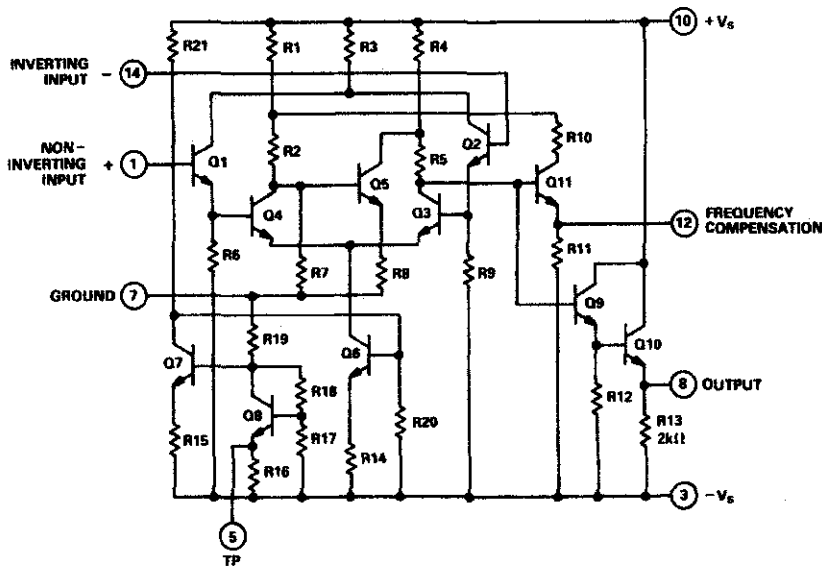 R21
R1
R3
R4
10 +Vs
INVERTING
INPUT
- 14
NON-
INVERTING
INPUT
+ 1
Q1
R2
Q4
Q5
R5
Q3
Q2
R10
Q11
12 FREQUENCY
COMPENSATION
R6
R7
R8
R9
R11
GROUND 7
Q9
Q10
R19
Q7
Q6
Q8
R18
R17
R20
8 OUTPUT
R12
R13
2kΩ
R15
R16
R14
3 -Vs
5
TP